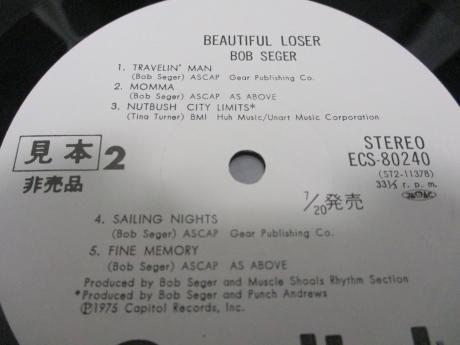 BEAUTIFUL LOSER
BOB SEGER
1. TRAVELIN' MAN
(Bob Seger) ASCAP Gear Publishing Co.
2. MOMMA
(Bob Seger) ASCAP AS ABOVE
3. NUTBUSH CITY LIMITS*
(Tina Turner) BMI Huh Music/Unart Music Corporation
見本 2
非売品
STEREO
ECS-80240
(ST2-11378)
33⅓ r.p.m.
JASRAC
7/20発売
4. SAILING NIGHTS
(Bob Seger) ASCAP Gear Publishing Co.
5. FINE MEMORY
(Bob Seger) ASCAP AS ABOVE
Produced by Bob Seger and Muscle Shoals Rhythm Section
*Produced by Bob Seger and Punch Andrews
Ⓟ1975 Capitol Records, Inc.